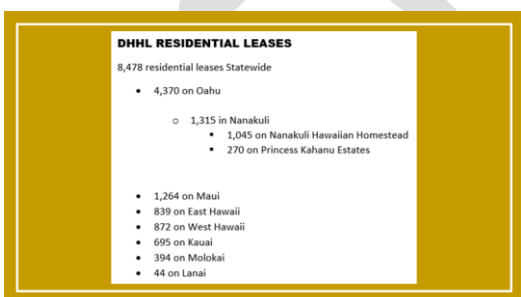 DHHL RESIDENTIAL LEASES
8,478 residential leases Statewide
• 4,370 on Oahu
o 1,315 in Nanakuli
▪ 1,045 on Nanakuli Hawaiian Homestead
▪ 270 on Princess Kahanu Estates
• 1,264 on Maui
• 839 on East Hawaii
• 872 on West Hawaii
• 695 on Kauai
• 394 on Molokai
• 44 on Lanai